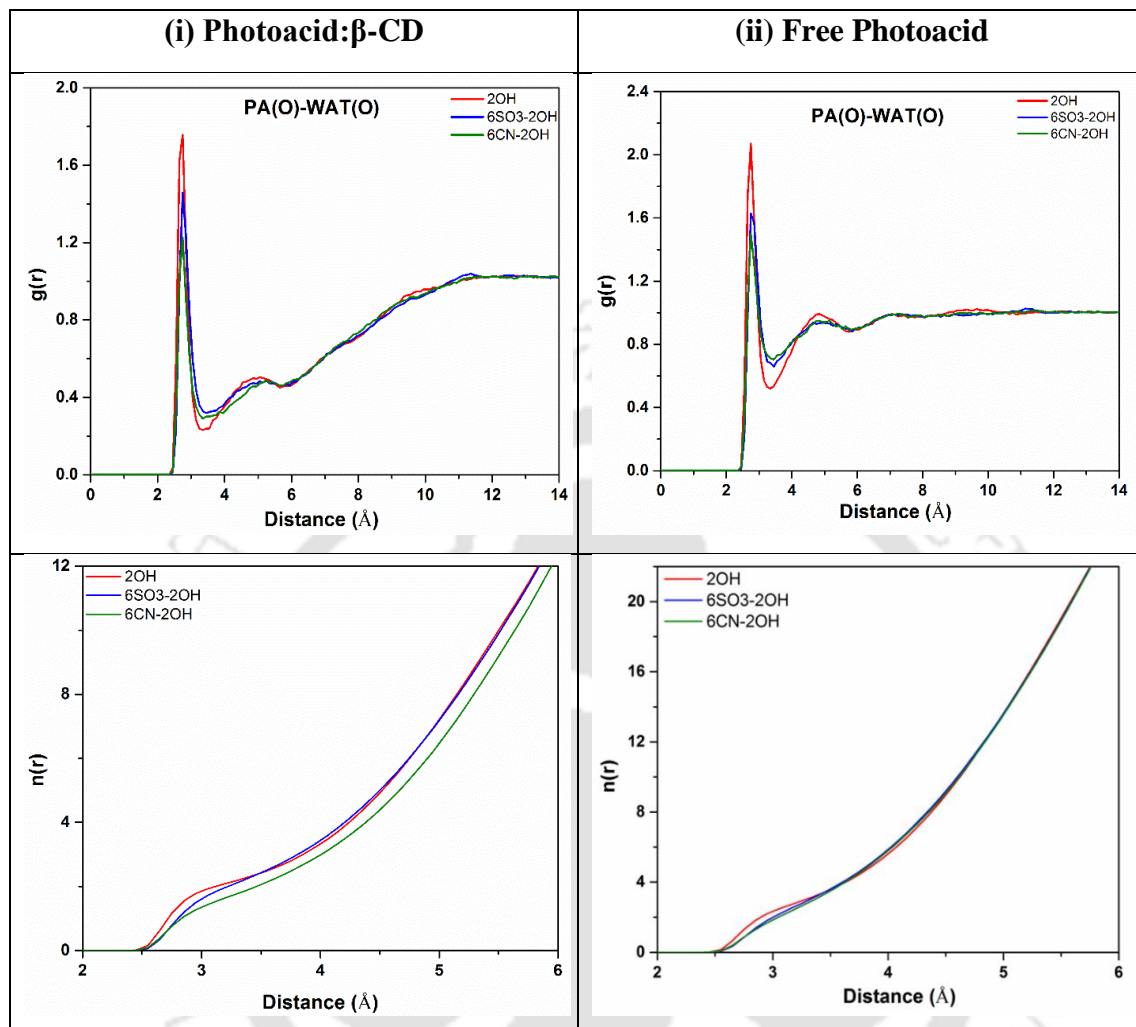 (i) Photoacid:β-CD
(ii) Free Photoacid
PA(O)-WAT(O)
2OH
6SO3-2OH
6CN-2OH
2.0
1.6
1.2
0.8
0.4
0.0
g(r)
0 2 4 6 8 10 12 14
Distance (Å)
PA(O)-WAT(O)
2OH
6SO3-2OH
6CN-2OH
2.4
2.0
1.6
1.2
0.8
0.4
0.0
g(r)
0 2 4 6 8 10 12 14
Distance (Å)
2OH
6SO3-2OH
6CN-2OH
12
8
4
0
n(r)
2 3 4 5 6
Distance (Å)
2OH
6SO3-2OH
6CN-2OH
20
16
12
8
4
0
n(r)
2 3 4 5 6
Distance (Å)